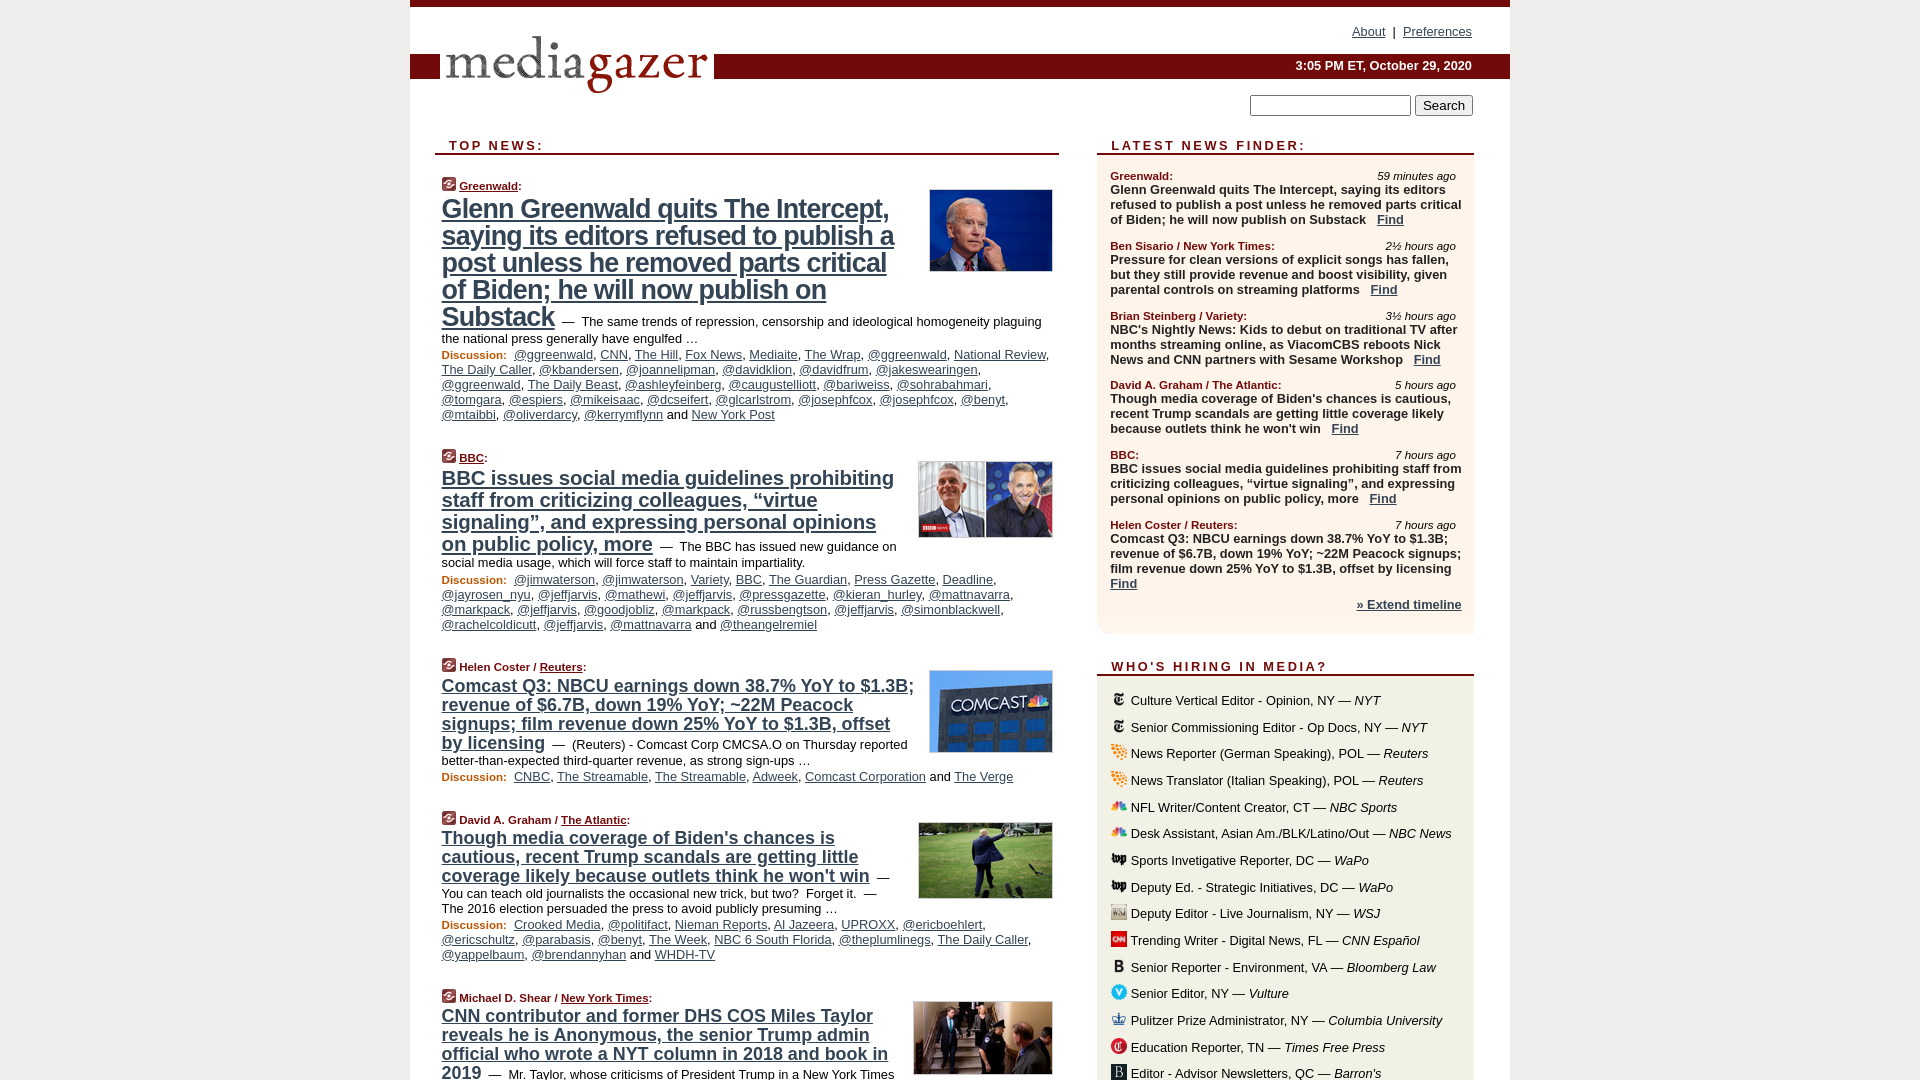 About | Preferences
mediagazer
3:05 PM ET, October 29, 2020
Search
TOP NEWS:
Greenwald:
Glenn Greenwald quits The Intercept,
saying its editors refused to publish a
post unless he removed parts critical
of Biden; he will now publish on
Substack — The same trends of repression, censorship and ideological homogeneity plaguing
the national press generally have engulfed …
Discussion: @ggreenwald, CNN, The Hill, Fox News, Mediaite, The Wrap, @ggreenwald, National Review,
The Daily Caller, @kbandersen, @joannelipman, @davidklion, @davidfrum, @jakeswearingen,
@ggreenwald, The Daily Beast, @ashleyfeinberg, @caugustelliott, @bariweiss, @sohrabahmari,
@tomgara, @espiers, @mikeisaac, @dcseifert, @glcarlstrom, @josephfcox, @josephfcox, @benyt,
@mtaibbi, @oliverdarcy, @kerrymflynn and New York Post
BBC:
BBC issues social media guidelines prohibiting
staff from criticizing colleagues, “virtue
signaling”, and expressing personal opinions
on public policy, more — The BBC has issued new guidance on
social media usage, which will force staff to maintain impartiality.
Discussion: @jimwaterson, @jimwaterson, Variety, BBC, The Guardian, Press Gazette, Deadline,
@jayrosen_nyu, @jeffjarvis, @mathewi, @jeffjarvis, @pressgazette, @kieran_hurley, @mattnavarra,
@markpack, @jeffjarvis, @goodjobliz, @markpack, @russbengtson, @jeffjarvis, @simonblackwell,
@rachelcoldicutt, @jeffjarvis, @mattnavarra and @theangelremiel
BBC NEWS
Helen Coster / Reuters:
Comcast Q3: NBCU earnings down 38.7% YoY to $1.3B;
revenue of $6.7B, down 19% YoY; ~22M Peacock
signups; film revenue down 25% YoY to $1.3B, offset
by licensing — (Reuters) - Comcast Corp CMCSA.O on Thursday reported
better-than-expected third-quarter revenue, as strong sign-ups …
Discussion: CNBC, The Streamable, The Streamable, Adweek, Comcast Corporation and The Verge
COMCAST
David A. Graham / The Atlantic:
Though media coverage of Biden's chances is
cautious, recent Trump scandals are getting little
coverage likely because outlets think he won't win —
You can teach old journalists the occasional new trick, but two? Forget it. —
The 2016 election persuaded the press to avoid publicly presuming …
Discussion: Crooked Media, @politifact, Nieman Reports, Al Jazeera, UPROXX, @ericboehlert,
@ericschultz, @parabasis, @benyt, The Week, NBC 6 South Florida, @theplumlinegs, The Daily Caller,
@yappelbaum, @brendannyhan and WHDH-TV
Michael D. Shear / New York Times:
CNN contributor and former DHS COS Miles Taylor
reveals he is Anonymous, the senior Trump admin
official who wrote a NYT column in 2018 and book in
2019 — Mr. Taylor, whose criticisms of President Trump in a New York Times
LATEST NEWS FINDER:
Greenwald: 59 minutes ago
Glenn Greenwald quits The Intercept, saying its editors
refused to publish a post unless he removed parts critical
of Biden; he will now publish on Substack Find
Ben Sisario / New York Times: 2½ hours ago
Pressure for clean versions of explicit songs has fallen,
but they still provide revenue and boost visibility, given
parental controls on streaming platforms Find
Brian Steinberg / Variety: 3½ hours ago
NBC's Nightly News: Kids to debut on traditional TV after
months streaming online, as ViacomCBS reboots Nick
News and CNN partners with Sesame Workshop Find
David A. Graham / The Atlantic: 5 hours ago
Though media coverage of Biden's chances is cautious,
recent Trump scandals are getting little coverage likely
because outlets think he won't win Find
BBC: 7 hours ago
BBC issues social media guidelines prohibiting staff from
criticizing colleagues, “virtue signaling”, and expressing
personal opinions on public policy, more Find
Helen Coster / Reuters: 7 hours ago
Comcast Q3: NBCU earnings down 38.7% YoY to $1.3B;
revenue of $6.7B, down 19% YoY; ~22M Peacock signups;
film revenue down 25% YoY to $1.3B, offset by licensing
Find
» Extend timeline
WHO'S HIRING IN MEDIA?
T Culture Vertical Editor - Opinion, NY — NYT
T Senior Commissioning Editor - Op Docs, NY — NYT
News Reporter (German Speaking), POL — Reuters
News Translator (Italian Speaking), POL — Reuters
NFL Writer/Content Creator, CT — NBC Sports
Desk Assistant, Asian Am./BLK/Latino/Out — NBC News
wp Sports Invetigative Reporter, DC — WaPo
wp Deputy Ed. - Strategic Initiatives, DC — WaPo
Deputy Editor - Live Journalism, NY — WSJ
CNN Trending Writer - Digital News, FL — CNN Español
B Senior Reporter - Environment, VA — Bloomberg Law
V Senior Editor, NY — Vulture
Pulitzer Prize Administrator, NY — Columbia University
Education Reporter, TN — Times Free Press
B Editor - Advisor Newsletters, QC — Barron's